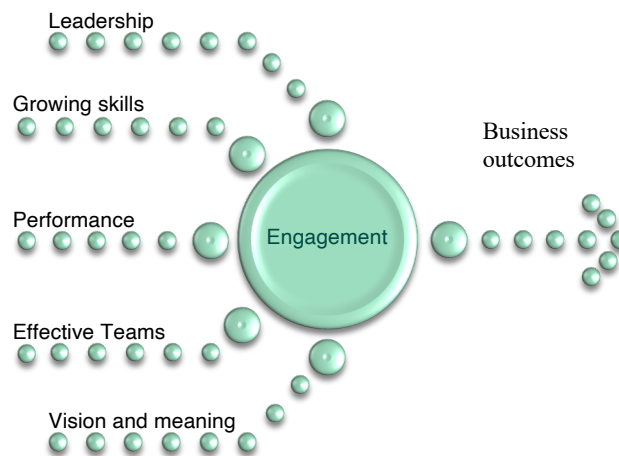 Leadership
Growing skills
Performance
Effective Teams
Vision and meaning
Engagement
Business
outcomes